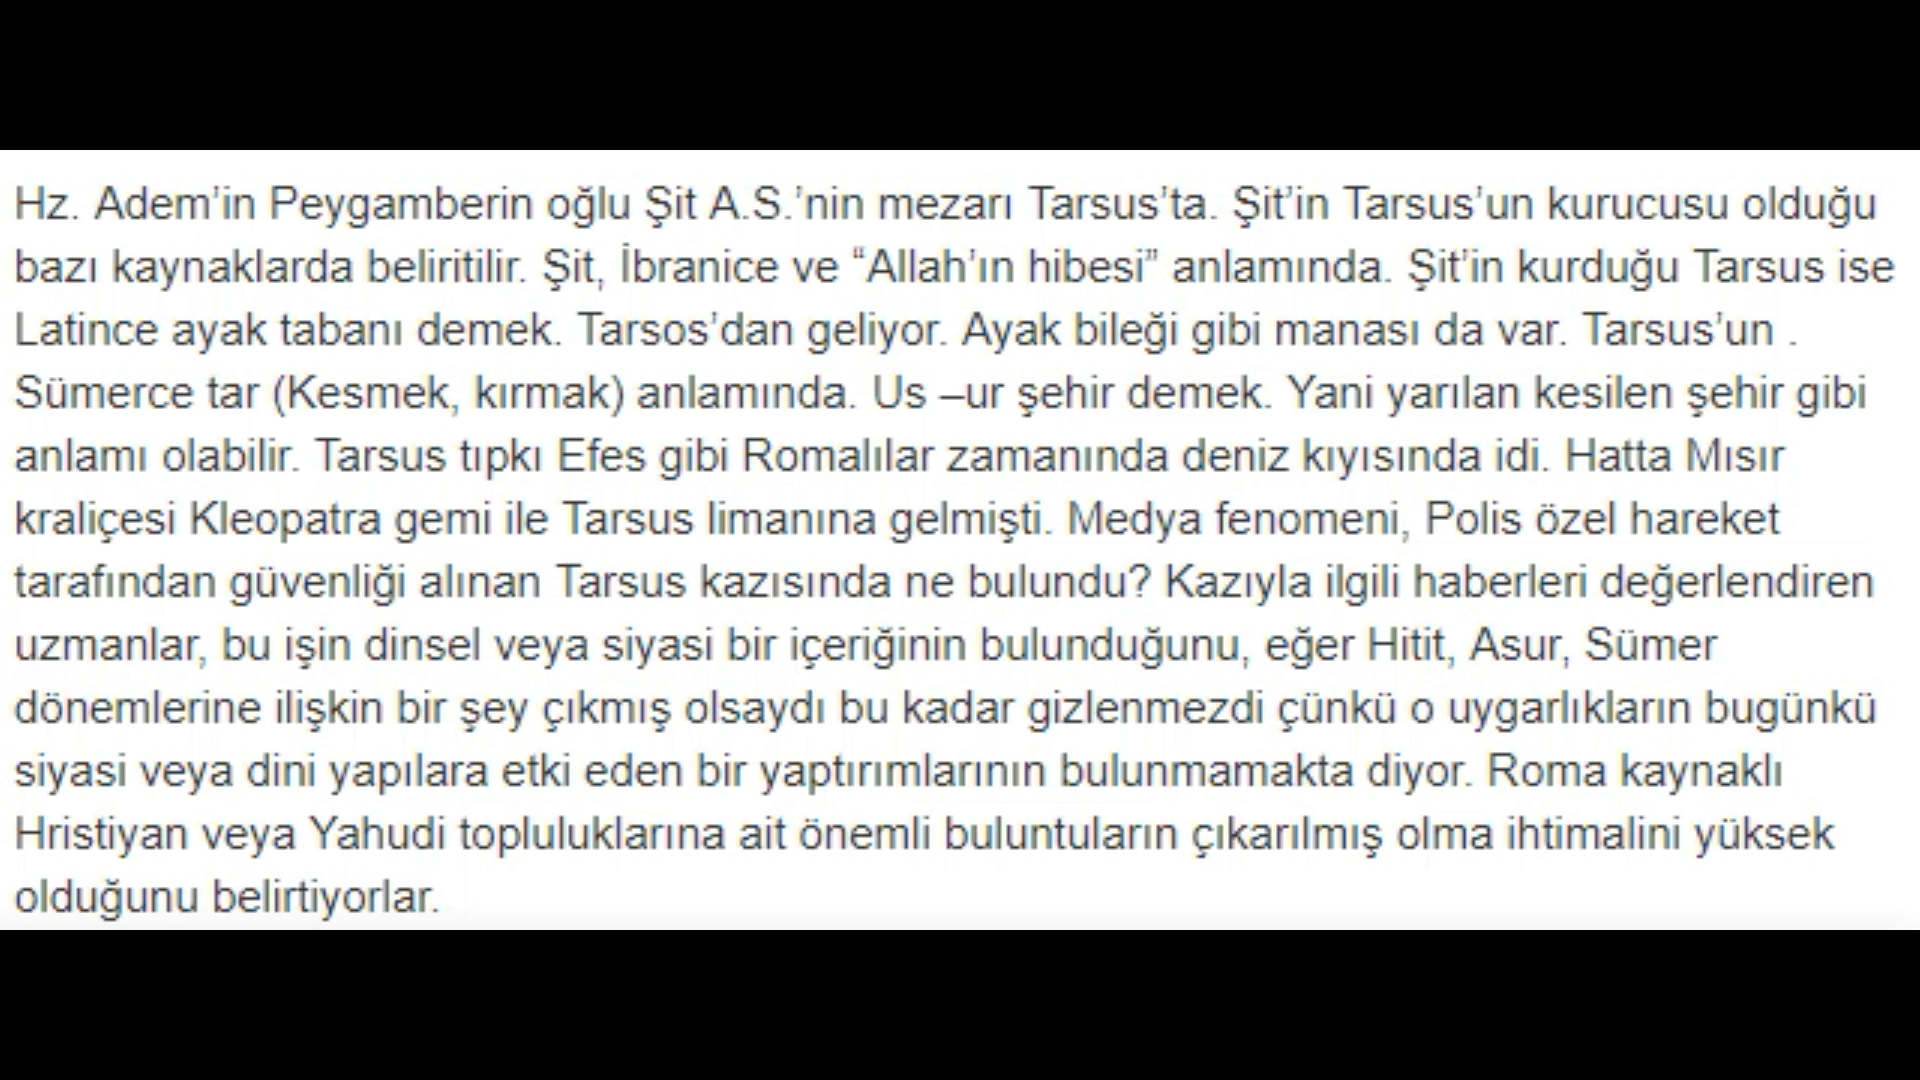 Hz. Adem’in Peygamberin oğlu Şit A.S.’nin mezarı Tarsus’ta. Şit’in Tarsus’un kurucusu olduğu
bazı kaynaklarda beliritilir. Şit, İbranice ve “Allah’ın hibesi” anlamında. Şit’in kurduğu Tarsus ise
Latince ayak tabanı demek. Tarsos’dan geliyor. Ayak bileği gibi manası da var. Tarsus’un .
Sümerce tar (Kesmek, kırmak) anlamında. Us –ur şehir demek. Yani yarılan kesilen şehir gibi
anlamı olabilir. Tarsus tıpkı Efes gibi Romalılar zamanında deniz kıyısında idi. Hatta Mısır
kraliçesi Kleopatra gemi ile Tarsus limanına gelmişti. Medya fenomeni, Polis özel hareket
tarafından güvenliği alınan Tarsus kazısında ne bulundu? Kazıyla ilgili haberleri değerlendiren
uzmanlar, bu işin dinsel veya siyasi bir içeriğinin bulunduğunu, eğer Hitit, Asur, Sümer
dönemlerine ilişkin bir şey çıkmış olsaydı bu kadar gizlenmezdi çünkü o uygarlıkların bugünkü
siyasi veya dini yapılara etki eden bir yaptırımlarının bulunmamakta diyor. Roma kaynaklı
Hristiyan veya Yahudi topluluklarına ait önemli buluntuların çıkarılmış olma ihtimalini yüksek
olduğunu belirtiyorlar.